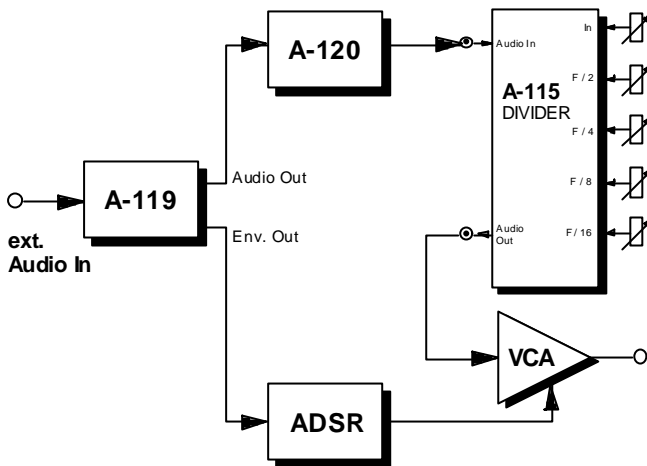 A-120
Audio In
In
A-115
DIVIDER
F / 2
F / 4
F / 8
F / 16
Audio
Out
A-119
Audio Out
Env. Out
ext.
Audio In
VCA
ADSR